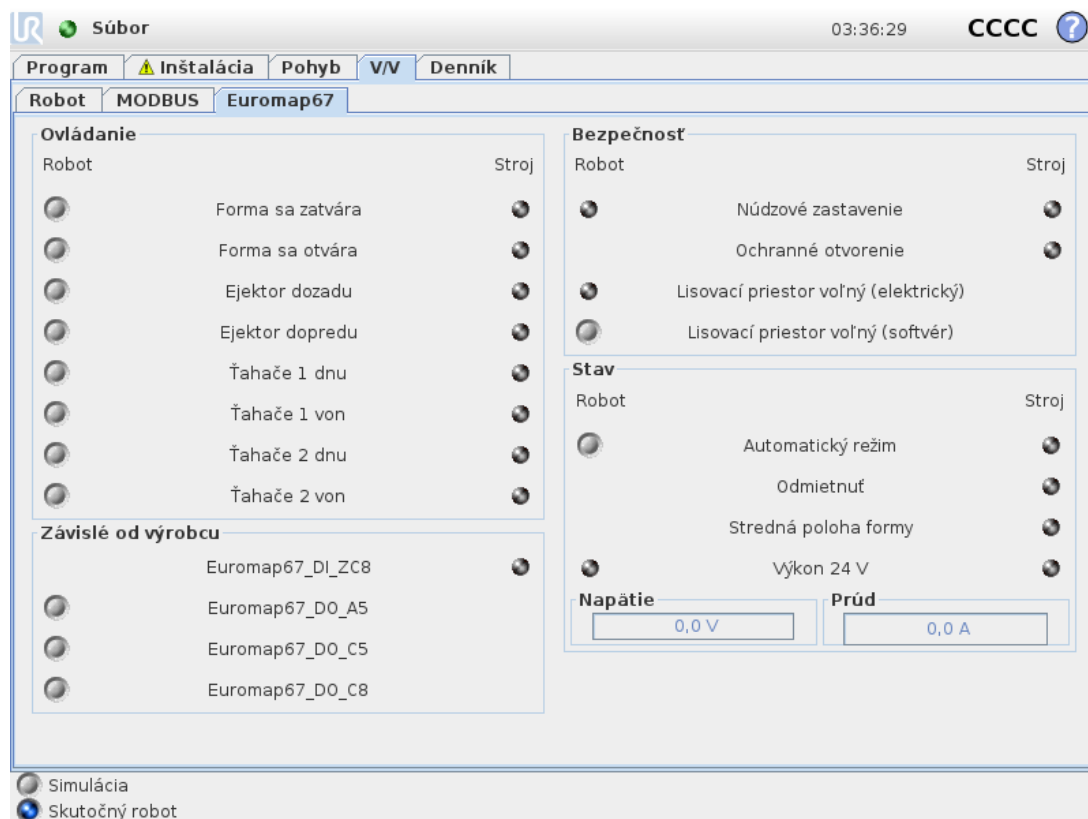 UR Súbor 03:36:29 CCCC ?
Program Inštalácia Pohyb V/V Denník
Robot MODBUS Euromap67
Ovládanie
Robot Stroj
Forma sa zatvára
Forma sa otvára
Ejektor dozadu
Ejektor dopredu
Ťahače 1 dnu
Ťahače 1 von
Ťahače 2 dnu
Ťahače 2 von
Závislé od výrobcu
Euromap67_DI_ZC8
Euromap67_DO_A5
Euromap67_DO_C5
Euromap67_DO_C8
Bezpečnosť
Robot Stroj
Núdzové zastavenie
Ochranné otvorenie
Lisovací priestor voľný (elektrický)
Lisovací priestor voľný (softvér)
Stav
Robot Stroj
Automatický režim
Odmietnuť
Stredná poloha formy
Výkon 24 V
Napätie Prúd
0,0 V 0,0 A
Simulácia
Skutočný robot